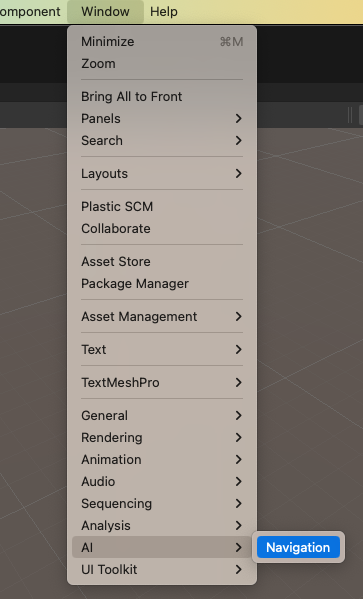 omponent Window Help
Minimize ⌘M
Zoom
Bring All to Front
Panels
Search
Layouts
Plastic SCM
Collaborate
Asset Store
Package Manager
Asset Management
Text
TextMeshPro
General
Rendering
Animation
Audio
Sequencing
Analysis
AI
Navigation
UI Toolkit